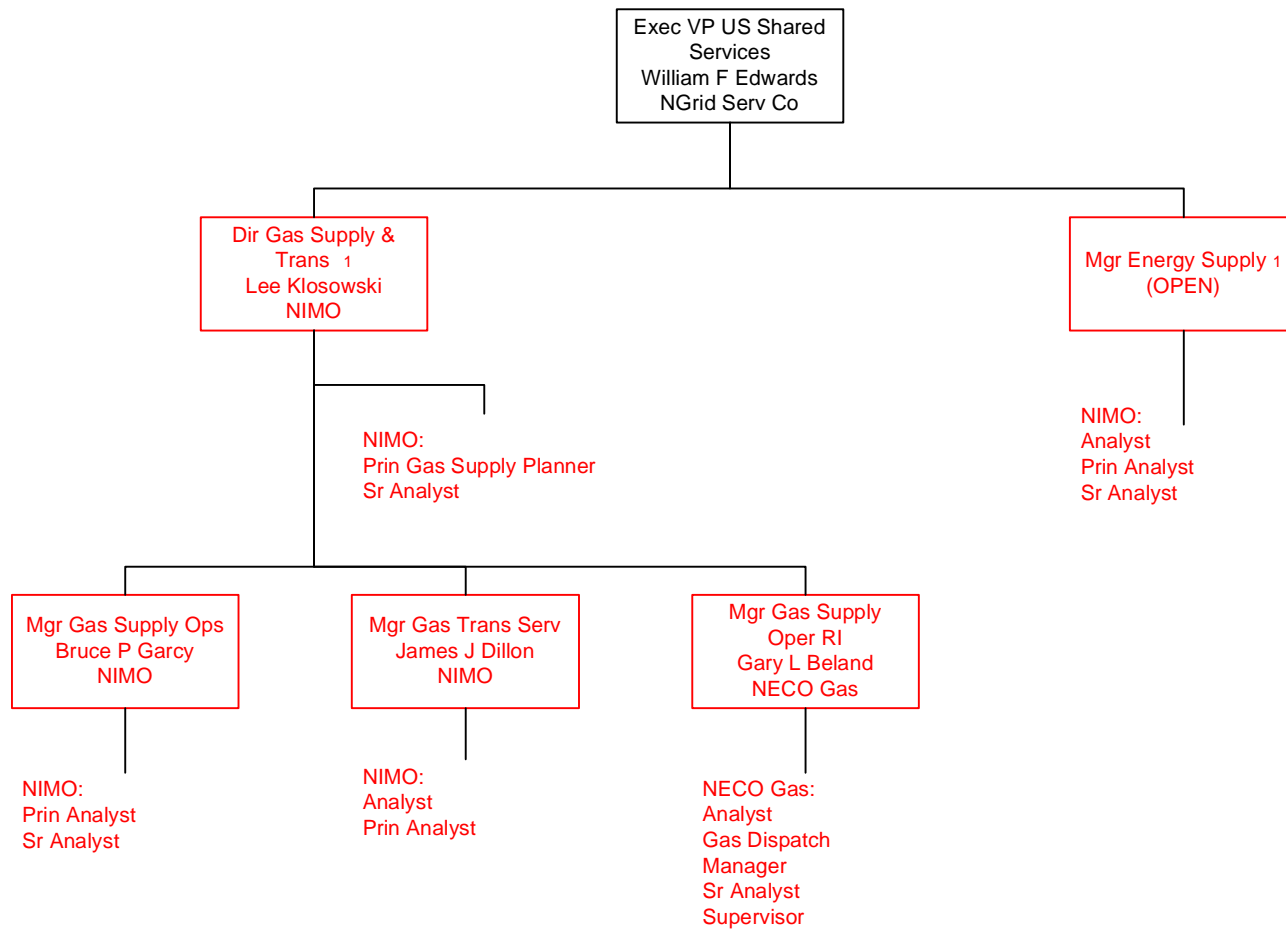 Exec VP US Shared
Services
William F Edwards
NGrid Serv Co
Dir Gas Supply &
Trans 1
Lee Klosowski
NIMO
Mgr Energy Supply 1
(OPEN)
NIMO:
Prin Gas Supply Planner
Sr Analyst
NIMO:
Analyst
Prin Analyst
Sr Analyst
Mgr Gas Supply Ops
Bruce P Garcy
NIMO
Mgr Gas Trans Serv
James J Dillon
NIMO
Mgr Gas Supply
Oper RI
Gary L Beland
NECO Gas
NIMO:
Prin Analyst
Sr Analyst
NIMO:
Analyst
Prin Analyst
NECO Gas:
Analyst
Gas Dispatch
Manager
Sr Analyst
Supervisor